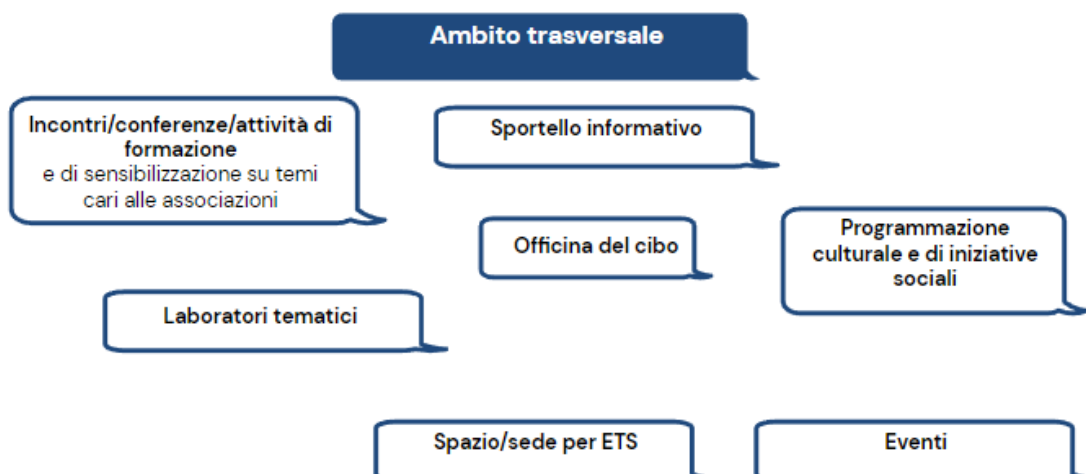 Ambito trasversale
Incontri/conferenze/attività di
formazione
e di sensibilizzazione su temi
cari alle associazioni
Sportello informativo
Officina del cibo
Programmazione
culturale e di iniziative
sociali
Laboratori tematici
Spazio/sede per ETS
Eventi